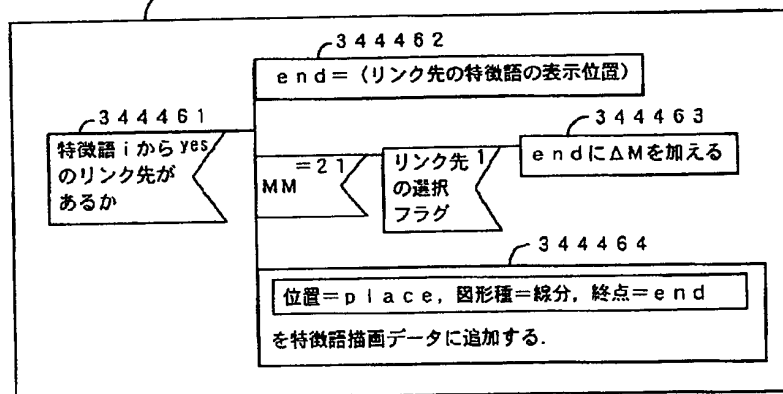 344462
end=(リンク先の特徴語の表示位置)
344461
特徴語iから yes
のリンク先が
あるか
=21
MM
リンク先 1
の選択
フラグ
344463
endにΔMを加える
344464
位置=place, 図形種=線分, 終点=end
を特徴語描画データに追加する.